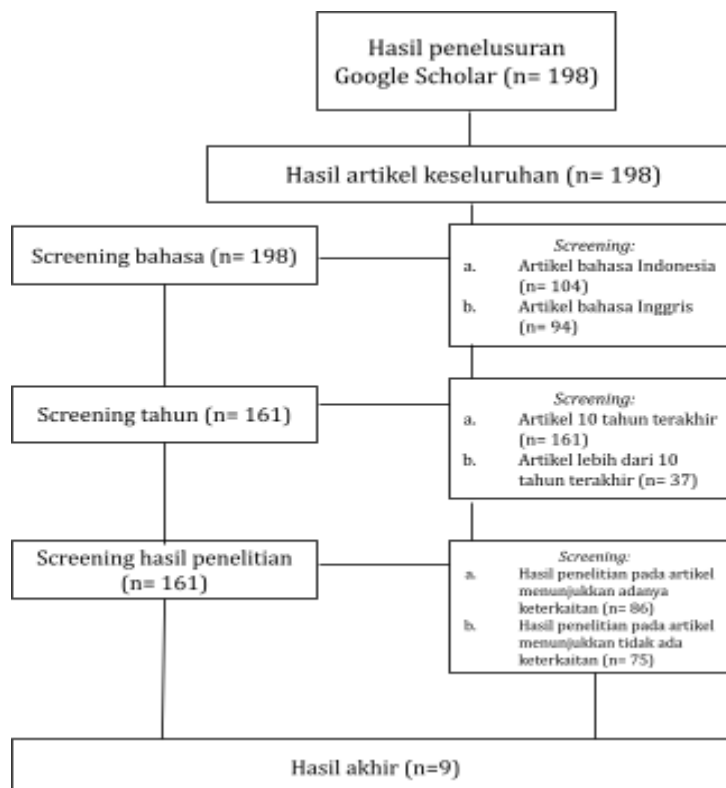 Hasil penelusuran
Google Scholar (n= 198)
Hasil artikel keseluruhan (n= 198)
Screening bahasa (n= 198)
Screening:
a. Artikel bahasa Indonesia
(n= 104)
b. Artikel bahasa Inggris
(n= 94)
Screening tahun (n= 161)
Screening:
a. Artikel 10 tahun terakhir
(n= 161)
b. Artikel lebih dari 10
tahun terakhir (n= 37)
Screening hasil penelitian
(n= 161)
Screening:
a. Hasil penelitian pada artikel
menunjukkan adanya
keterkaitan (n= 86)
b. Hasil penelitian pada artikel
menunjukkan tidak ada
keterkaitan (n= 75)
Hasil akhir (n=9)